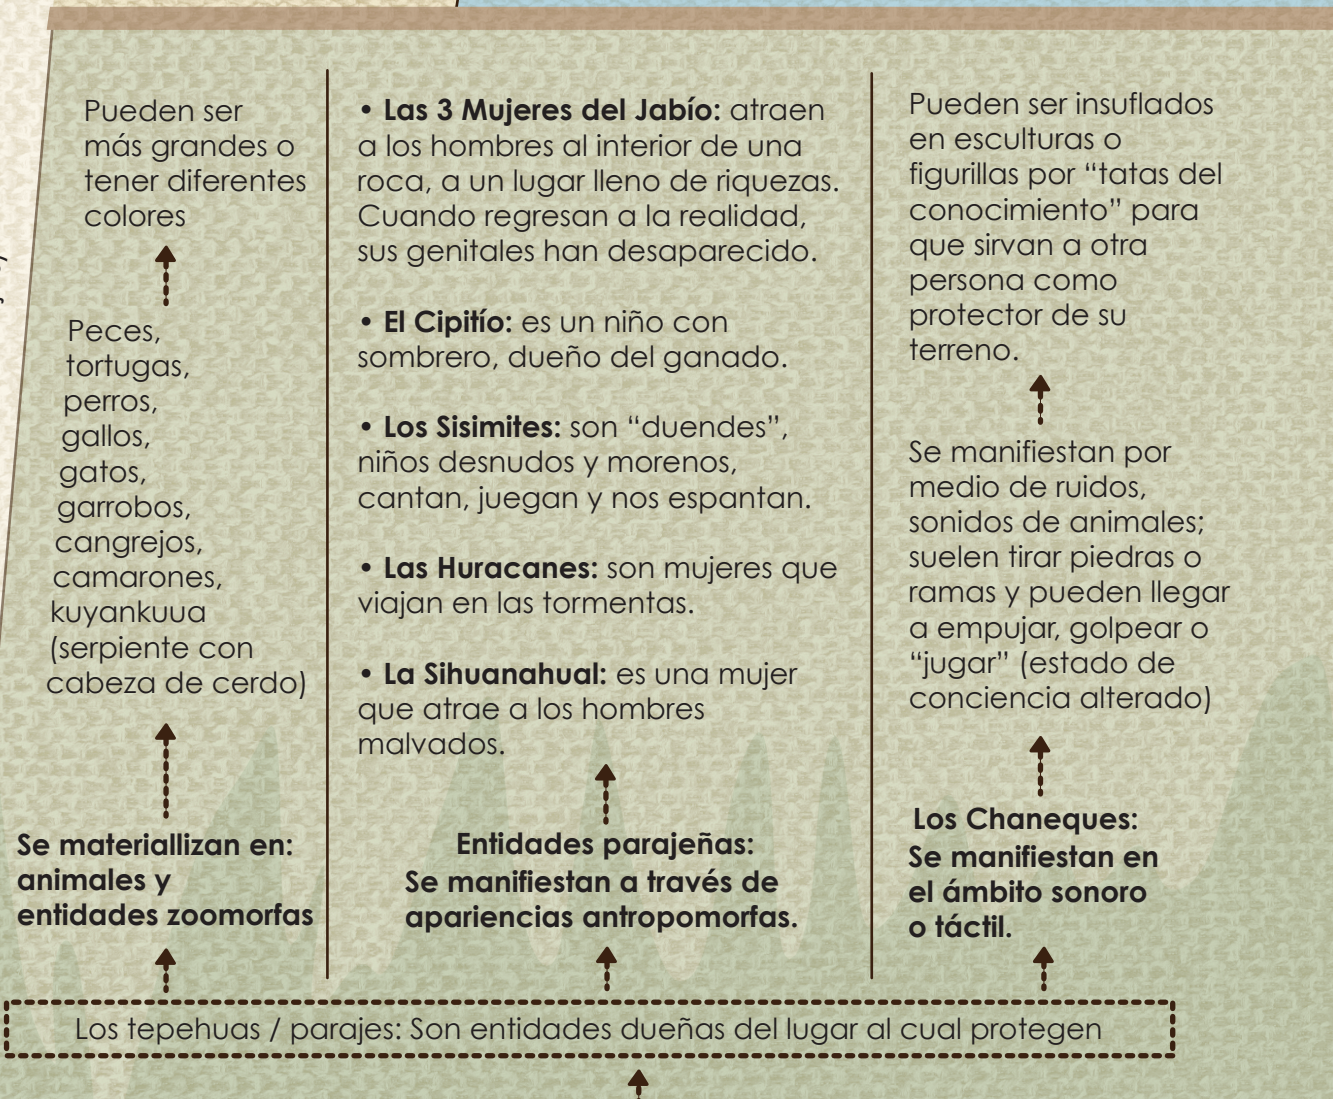 Pueden ser
más grandes o
tener diferentes
colores
Peces,
tortugas,
perros,
gallos,
gatos,
garrobos,
cangrejos,
camarones,
kuyankuua
(serpiente con
cabeza de cerdo)
Se materiallizan en:
animales y
entidades zoomorfas
• Las 3 Mujeres del Jabío: atraen
a los hombres al interior de una
roca, a un lugar lleno de riquezas.
Cuando regresan a la realidad,
sus genitales han desaparecido.
• El Cipitío: es un niño con
sombrero, dueño del ganado.
• Los Sisimites: son “duendes”,
niños desnudos y morenos,
cantan, juegan y nos espantan.
• Las Huracanes: son mujeres que
viajan en las tormentas.
• La Sihuanahual: es una mujer
que atrae a los hombres
malvados.
Entidades parajeñas:
Se manifiestan a través de
apariencias antropomorfas.
Pueden ser insuflados
en esculturas o
figurillas por “tatas del
conocimiento” para
que sirvan a otra
persona como
protector de su
terreno.
Se manifiestan por
medio de ruidos,
sonidos de animales;
suelen tirar piedras o
ramas y pueden llegar
a empujar, golpear o
“jugar” (estado de
conciencia alterado)
Los Chaneques:
Se manifiestan en
el ámbito sonoro
o táctil.
Los tepehuas / parajes: Son entidades dueñas del lugar al cual protegen